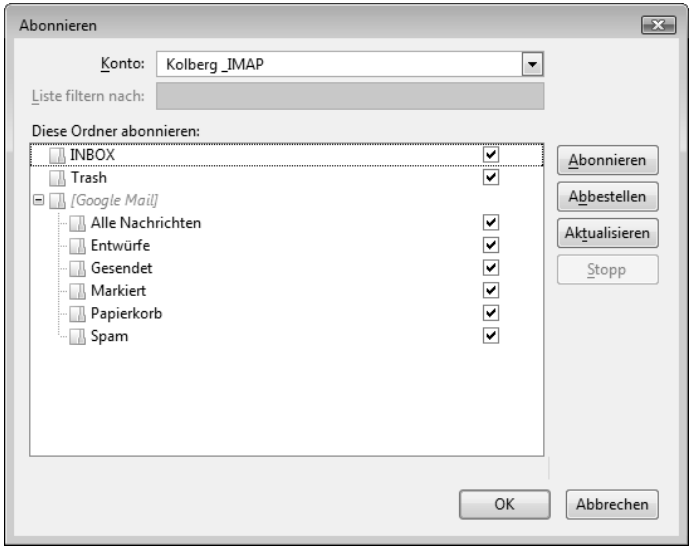 Abonnieren
Konto: Kolberg _IMAP
Liste filtern nach:
Diese Ordner abonnieren:
INBOX
Trash
[Google Mail]
Alle Nachrichten
Entwürfe
Gesendet
Markiert
Papierkorb
Spam
Abonnieren
Abbestellen
Aktualisieren
Stopp
OK
Abbrechen